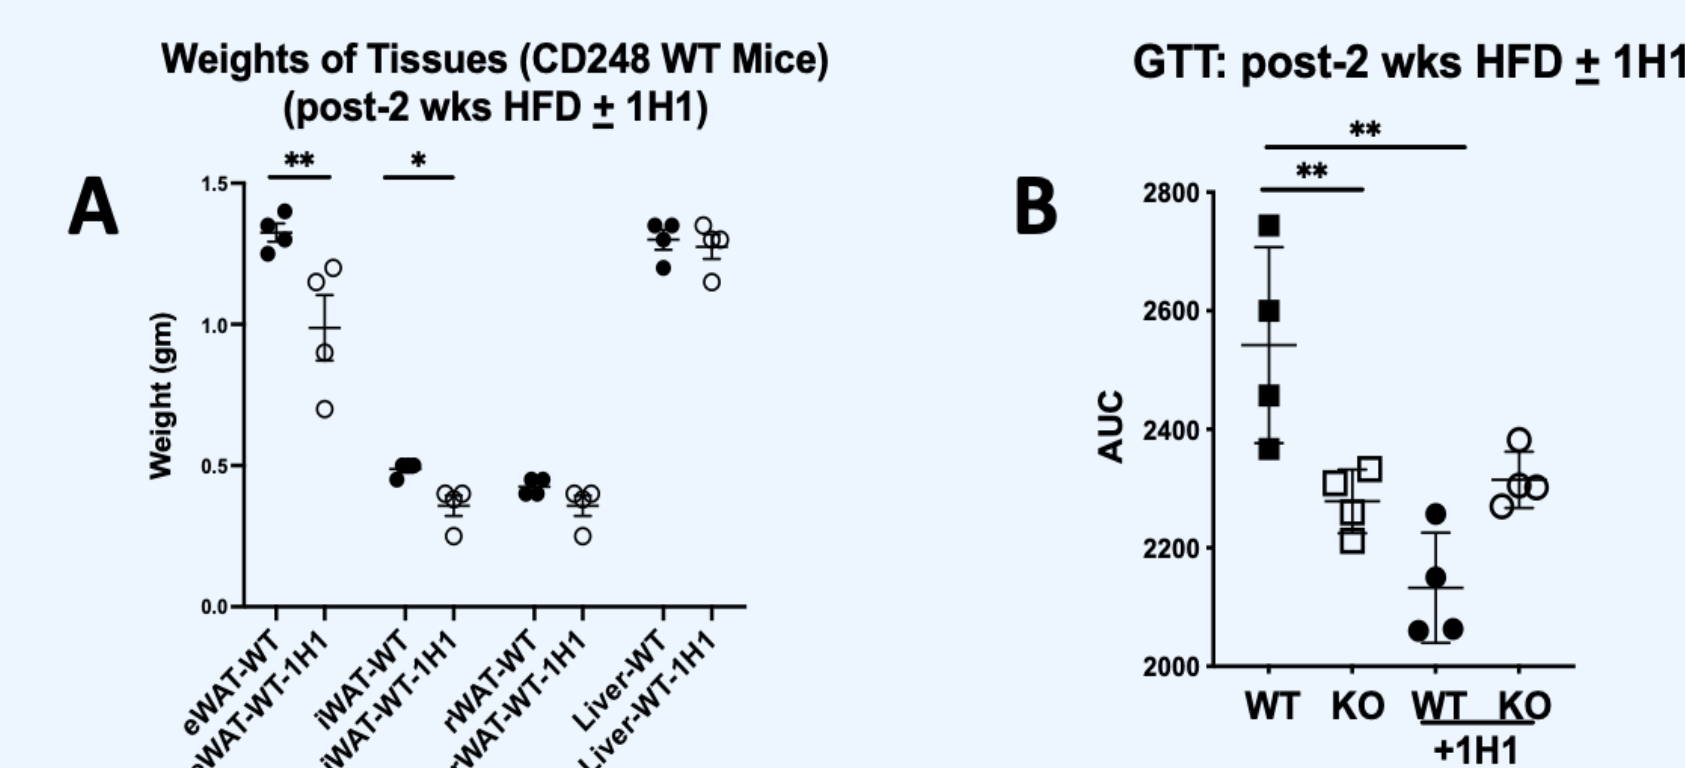 Weights of Tissues (CD248 WT Mice)
(post-2 wks HFD ± 1H1)
A
** *
1.5
1.0
0.5
0.0
Weight (gm)
eWAT-WT
eWAT-WT-1H1
iWAT-WT
iWAT-WT-1H1
rWAT-WT
rWAT-WT-1H1
Liver-WT
Liver-WT-1H1
GTT: post-2 wks HFD ± 1H1
B
**
**
2800
2600
2400
2200
2000
AUC
WT KO WT KO
+1H1